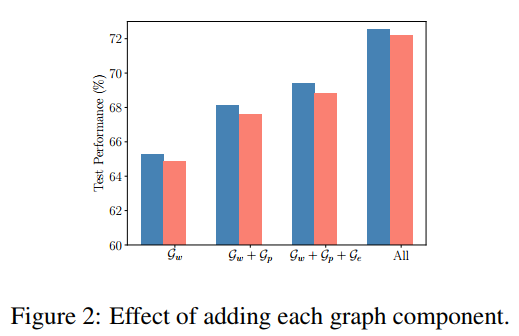 72
70
68
66
64
62
60
Test Performance (%)
𝒢w 𝒢w + 𝒢p 𝒢w + 𝒢p + 𝒢e All
Figure 2: Effect of adding each graph component.